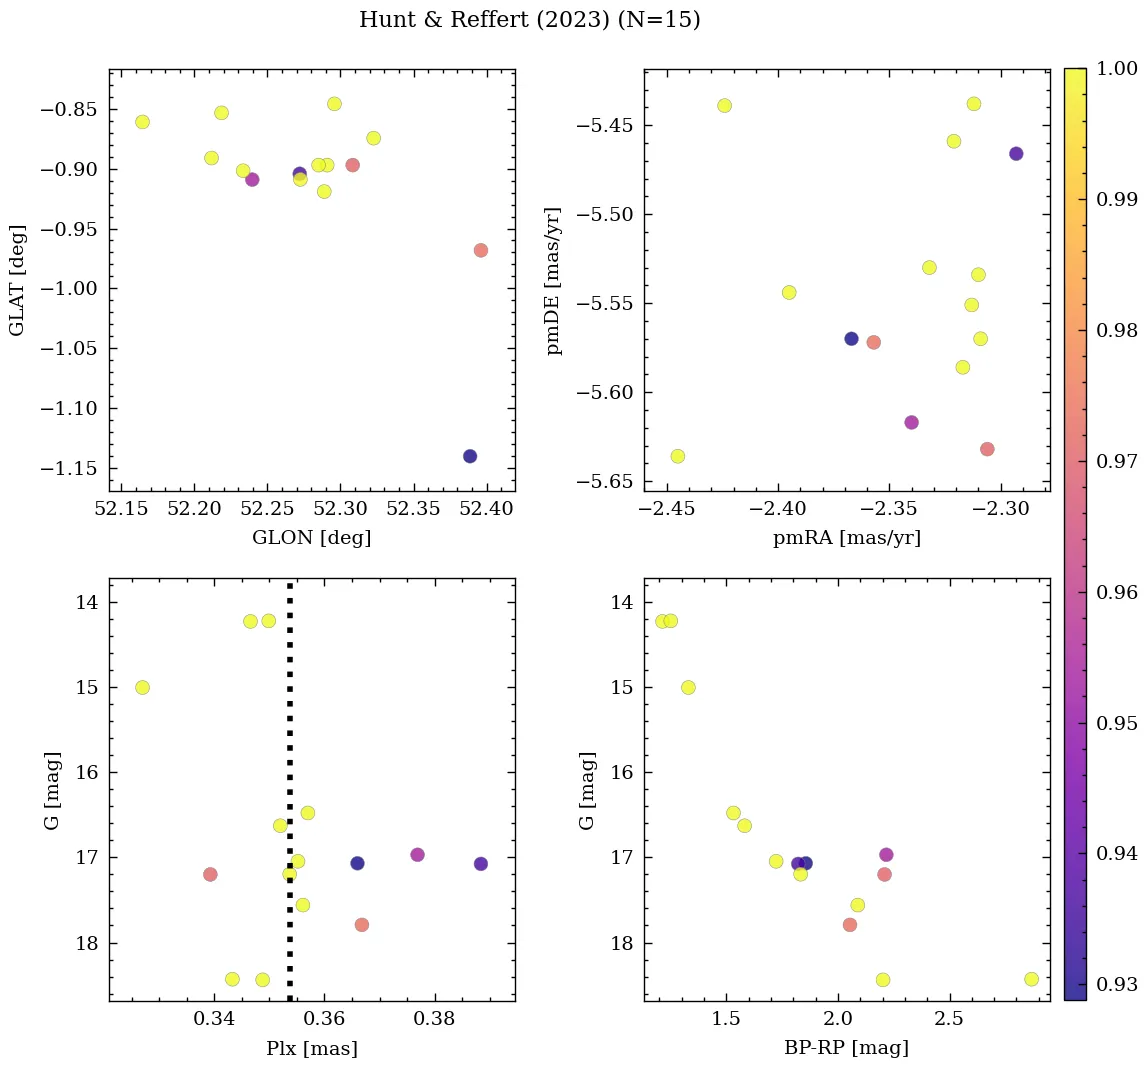 Hunt & Reffert (2023) (N=15)
−0.85
−0.90
−0.95
−1.00
−1.05
−1.10
−1.15
GLAT [deg]
52.15 52.20 52.25 52.30 52.35 52.40
GLON [deg]
−5.45
−5.50
−5.55
−5.60
−5.65
pmDE [mas/yr]
−2.45 −2.40 −2.35 −2.30
pmRA [mas/yr]
14
15
16
17
18
G [mag]
0.34 0.36 0.38
Plx [mas]
14
15
16
17
18
G [mag]
1.5 2.0 2.5
BP-RP [mag]
1.00
0.99
0.98
0.97
0.96
0.95
0.94
0.93